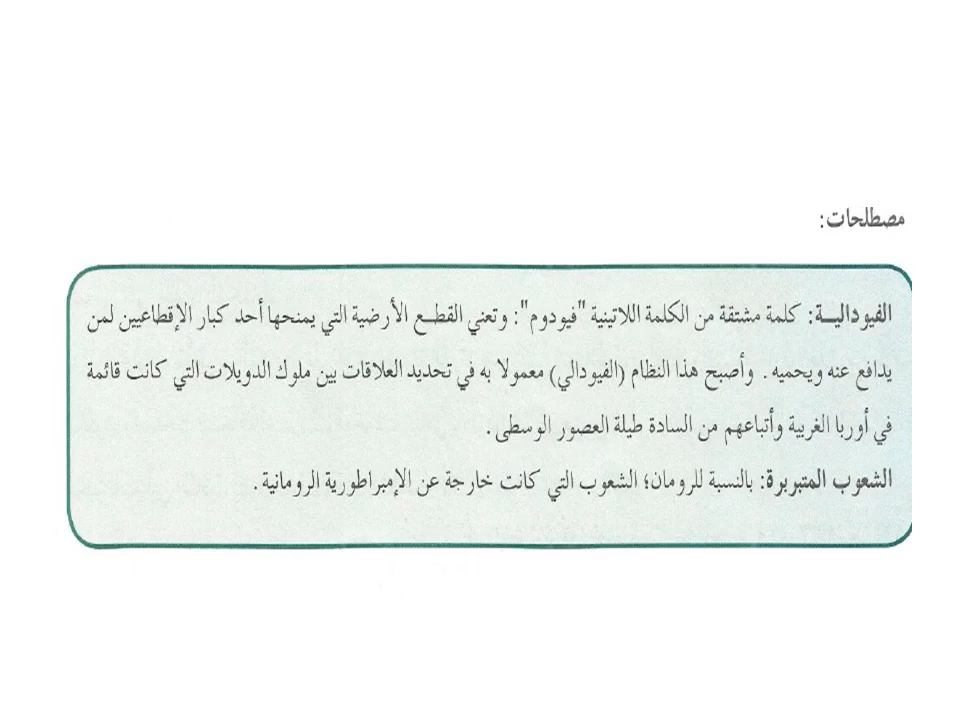 مصطلحات:
الفيوداليـــة: كلمة مشتقة من الكلمة اللاتينية "فيودوم": وتعني القطـع الأرضية التي يمنحها أحد كبار الإقطاعيين لمن
يدافع عنه ويحميه. وأصبح هذا النظام (الفيودالي) معمولا به في تحديد العلاقات بين ملوك الدويلات التي كانت قائمة
في أوربا الغربية وأتباعهم من السادة طيلة العصور الوسطى.
الشعوب المتبربرة: بالنسبة للرومان؛ الشعوب التي كانت خارجة عن الإمبراطورية الرومانية.